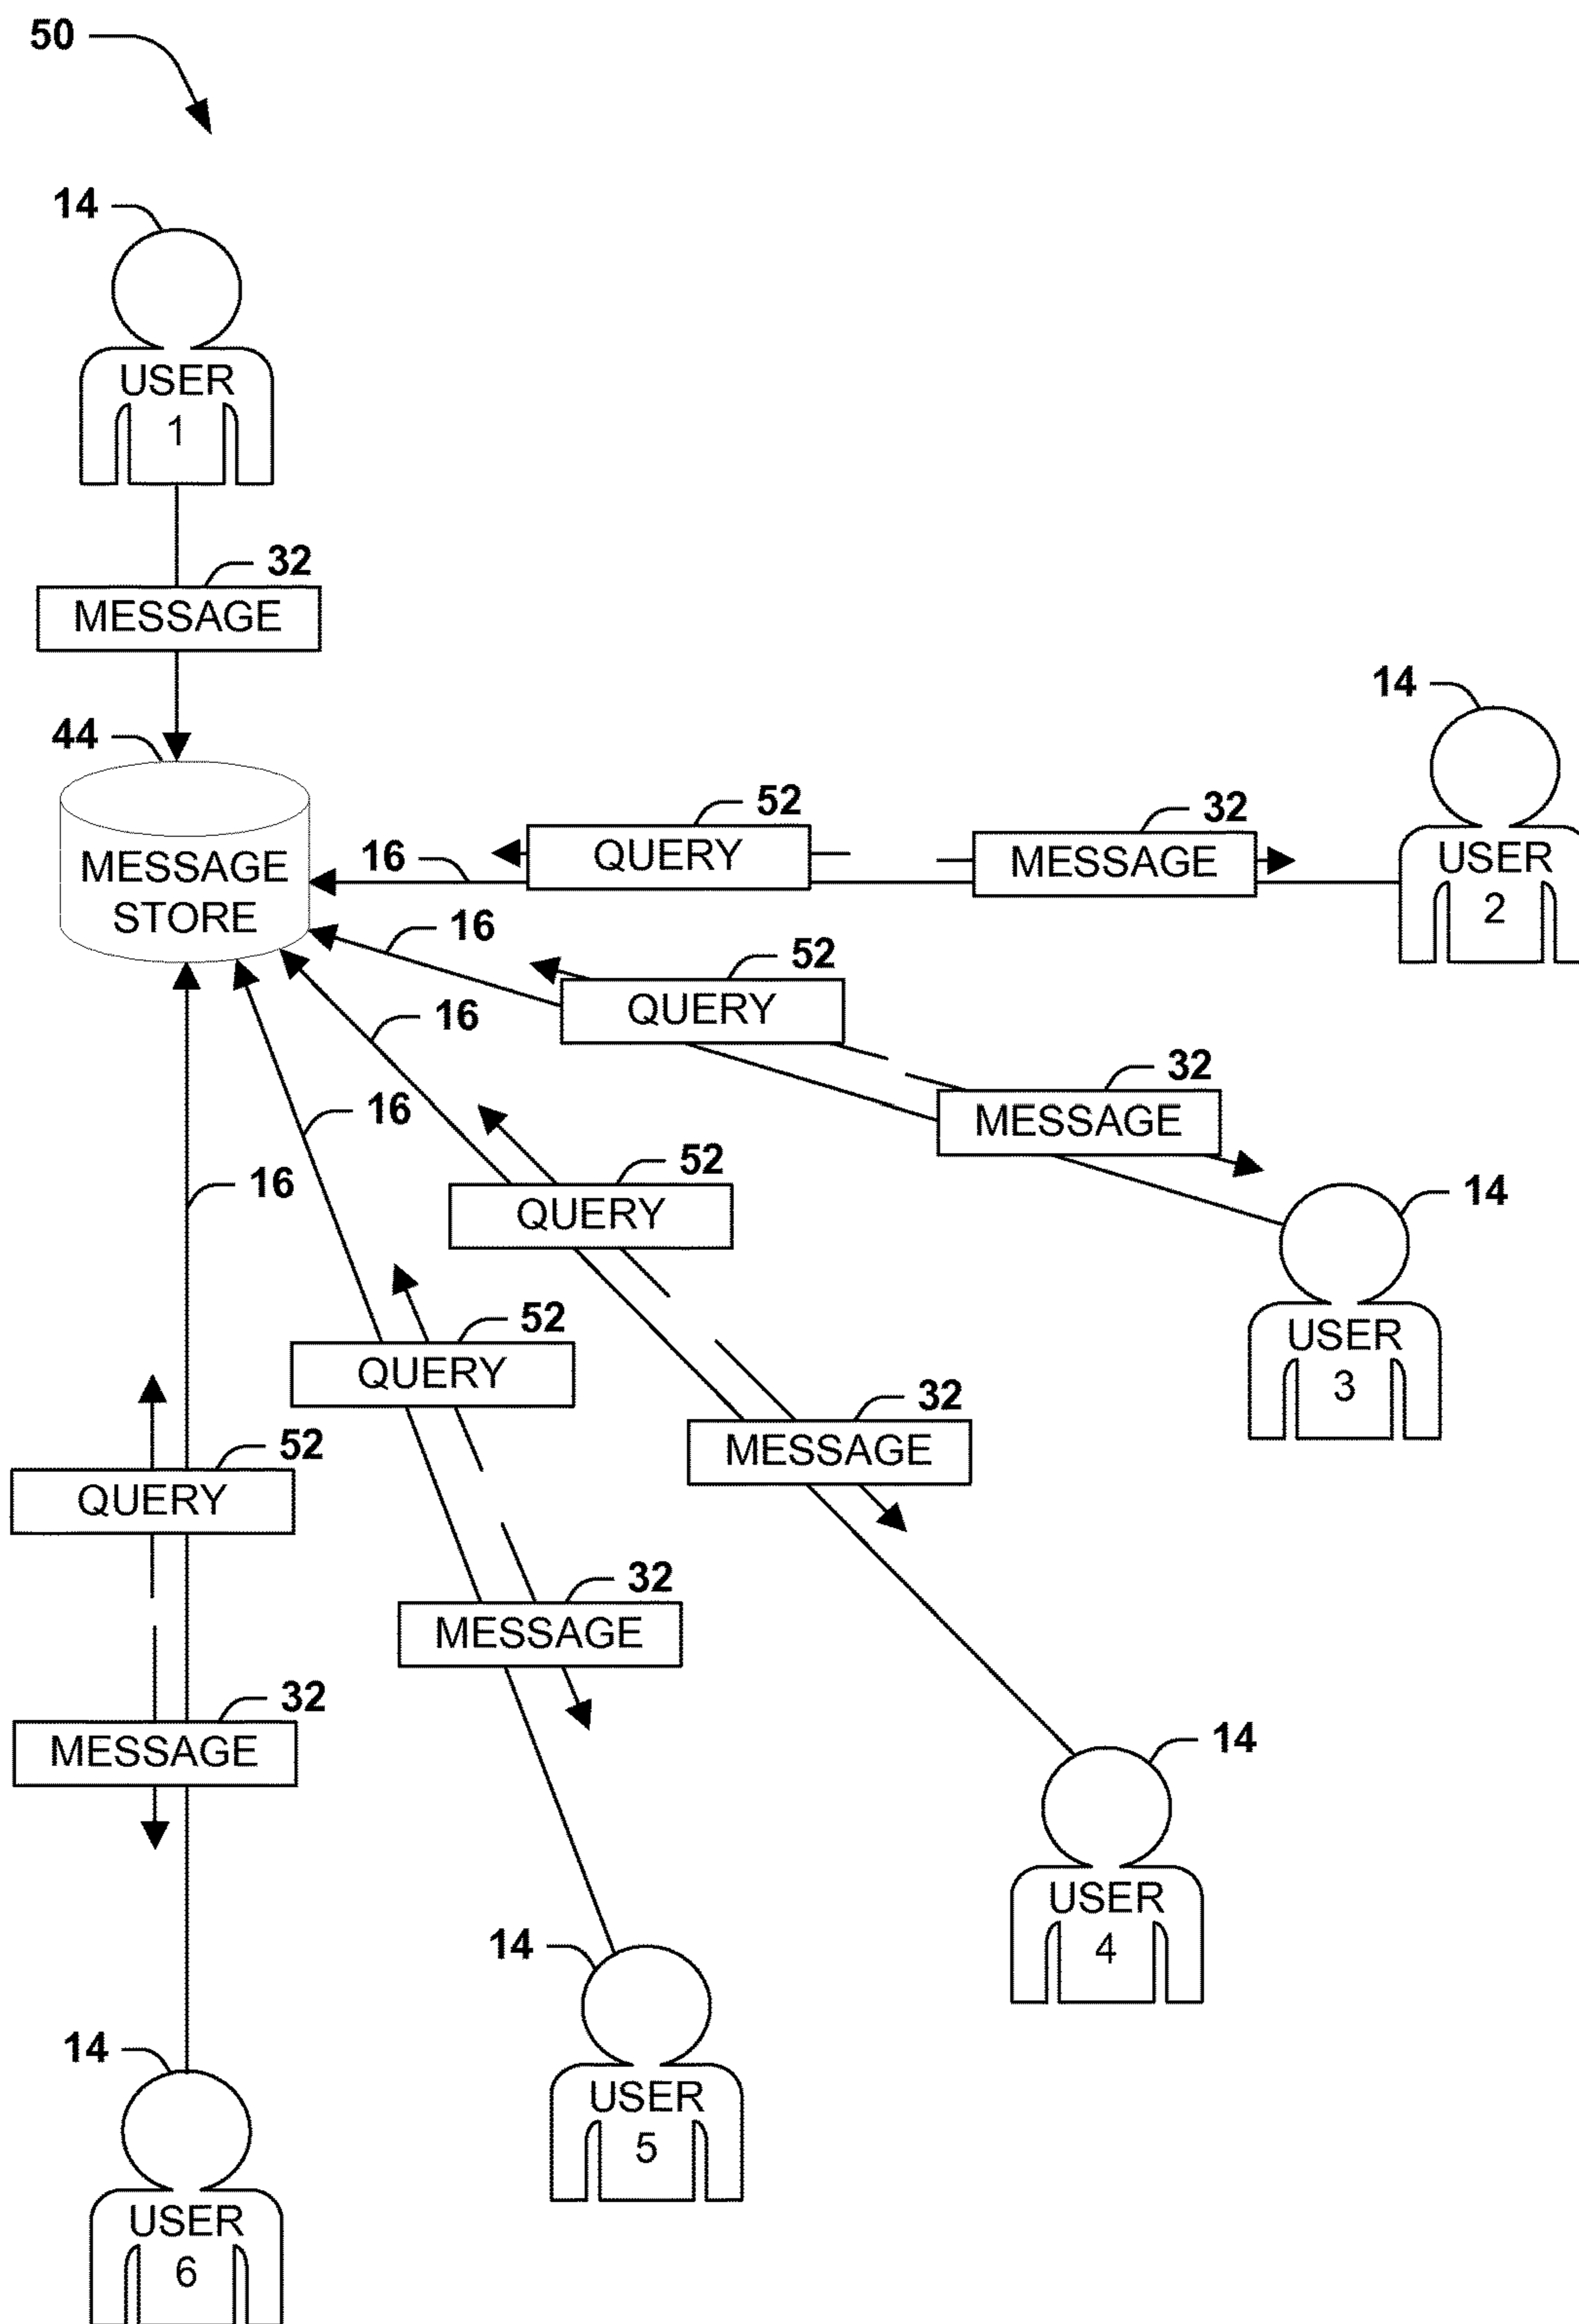 50
14
USER
1
32
MESSAGE
44
MESSAGE
STORE
14
USER
2
16
52
QUERY
32
MESSAGE
16
52
QUERY
32
MESSAGE
14
USER
3
16
52
QUERY
32
MESSAGE
14
USER
4
16
52
QUERY
32
MESSAGE
14
USER
5
16
52
QUERY
32
MESSAGE
14
USER
6